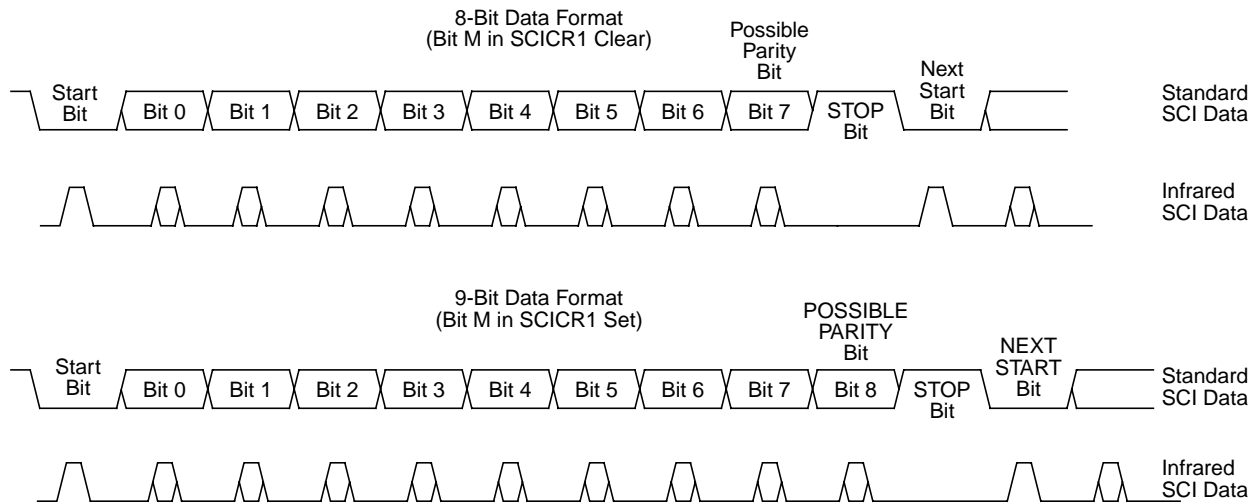 8-Bit Data Format
(Bit M in SCICR1 Clear)
Possible
Parity
Bit
Start
Bit
Bit 0
Bit 1
Bit 2
Bit 3
Bit 4
Bit 5
Bit 6
Bit 7
STOP
Bit
Next
Start
Bit
Standard
SCI Data
Infrared
SCI Data
9-Bit Data Format
(Bit M in SCICR1 Set)
POSSIBLE
PARITY
Bit
Start
Bit
Bit 0
Bit 1
Bit 2
Bit 3
Bit 4
Bit 5
Bit 6
Bit 7
Bit 8
STOP
Bit
NEXT
START
Bit
Standard
SCI Data
Infrared
SCI Data